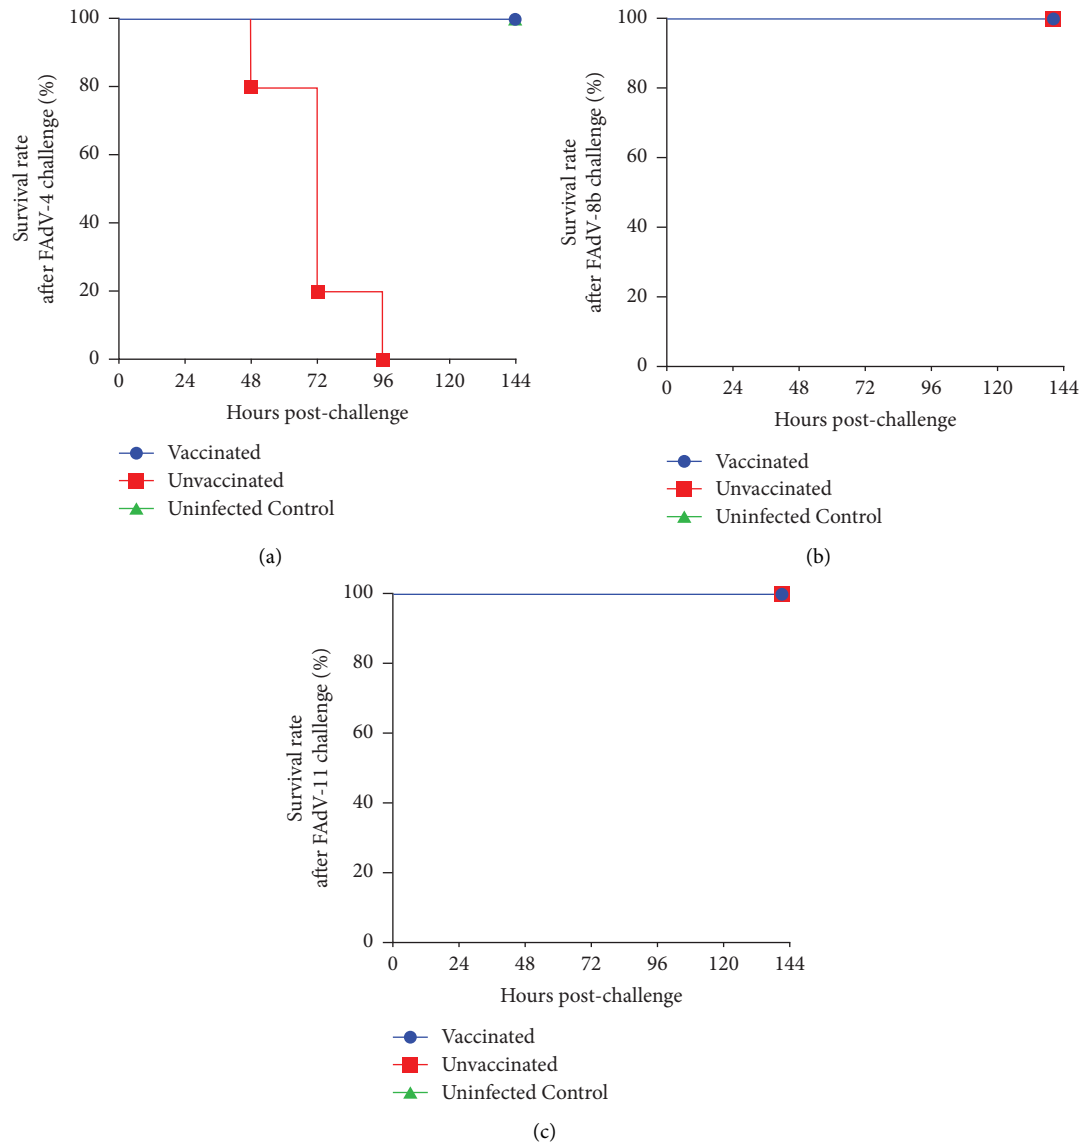 Survival rate
after FAdV-4 challenge (%)
100
80
60
40
20
0
0 24 48 72 96 120 144
Hours post-challenge
Vaccinated
Unvaccinated
Uninfected Control
(a)
Survival rate
after FAdV-8b challenge (%)
100
80
60
40
20
0
0 24 48 72 96 120 144
Hours post-challenge
Vaccinated
Unvaccinated
Uninfected Control
(b)
Survival rate
after FAdV-11 challenge (%)
100
80
60
40
20
0
0 24 48 72 96 120 144
Hours post-challenge
Vaccinated
Unvaccinated
Uninfected Control
(c)